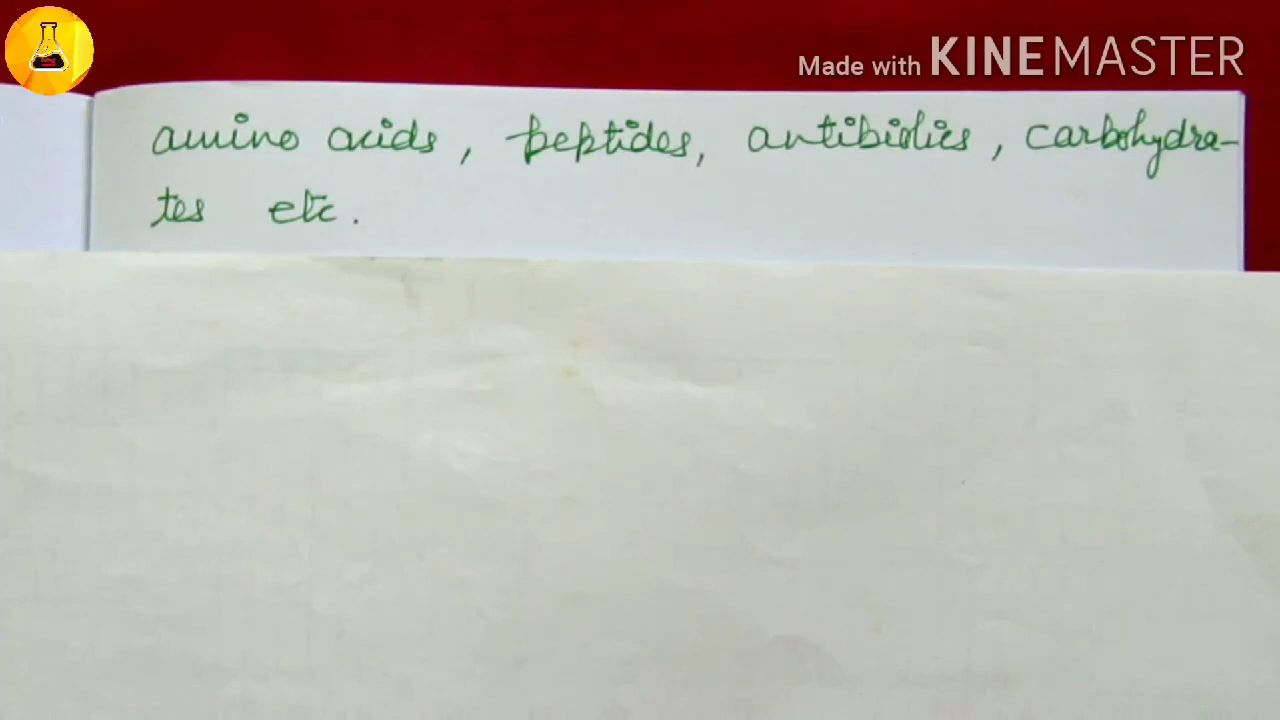 Made with KINEMASTER
amino acids, peptides, antibiotics, carbohydra-
tes etc.